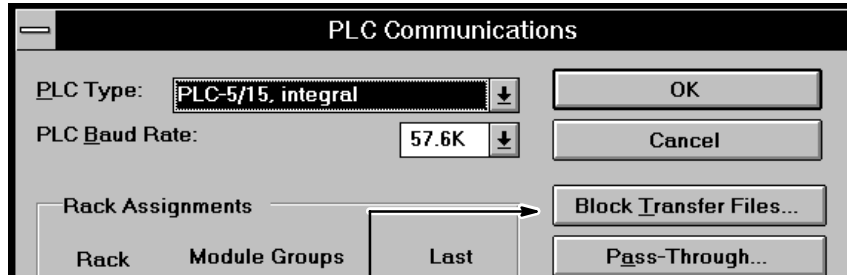 PLC Communications
PLC Type: PLC-5/15, integral
OK
PLC Baud Rate: 57.6K
Cancel
Rack Assignments
Block Transfer Files...
Rack Module Groups Last
Pass-Through...